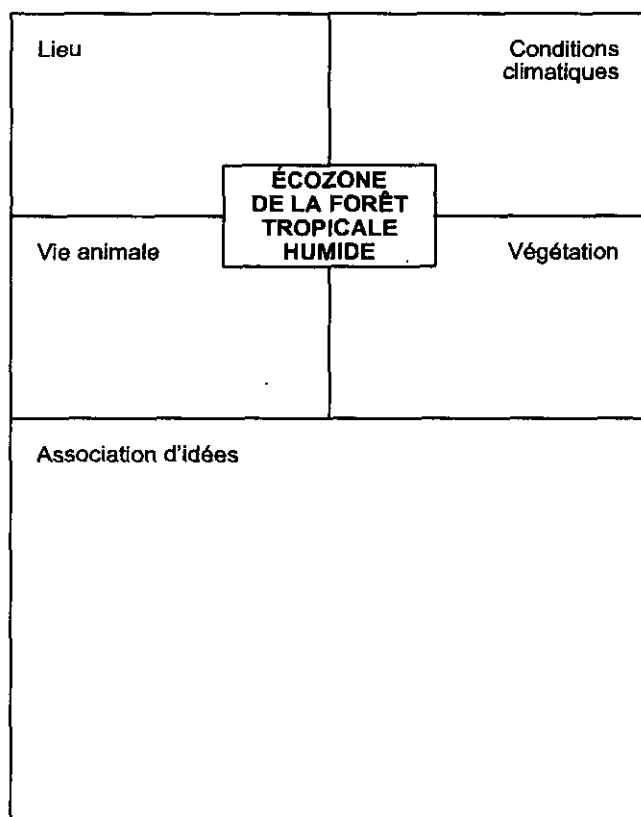 Lieu
Conditions
climatiques
ÉCOZONE
DE LA FORÊT
TROPICALE
HUMIDE
Vie animale
Végétation
Association d'idées